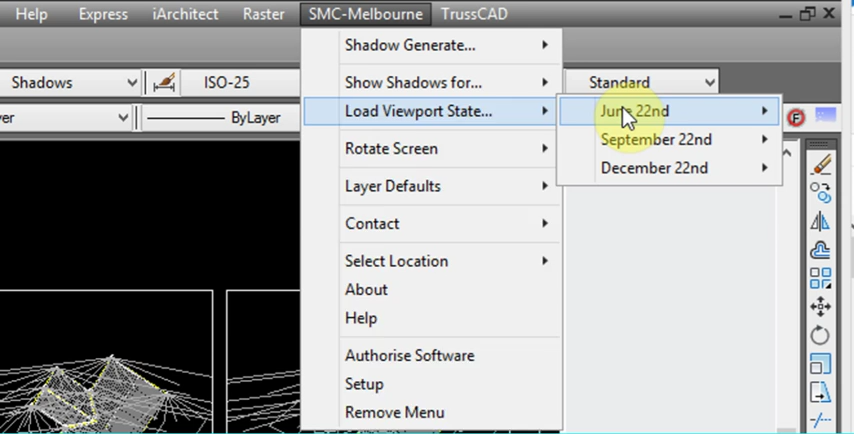 Help Express iArchitect Raster SMC-Melbourne TrussCAD
Shadow Generate...
Shadows ISO-25 Show Shadows for... Standard
er ByLayer Load Viewport State... June 22nd
September 22nd
Rotate Screen
December 22nd
Layer Defaults
Contact
Select Location
About
Help
Authorise Software
Setup
Remove Menu